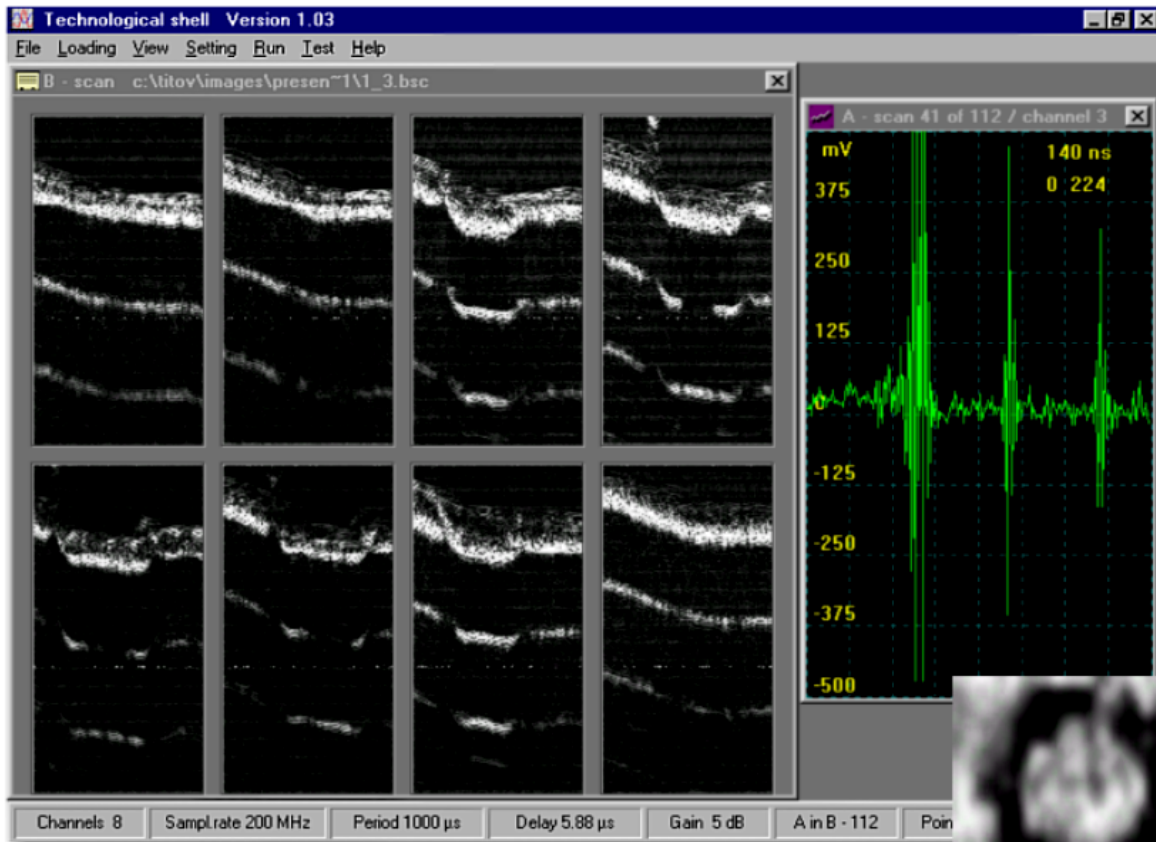 Technological shell Version 1.03
File Loading View Setting Run Test Help
B - scan c:\titov\images\presen~1\1_3.bsc
A - scan 41 of 112 / channel 3
mV
140 ns
0 224
375
250
125
0
-125
-250
-375
-500
Channels 8 Sampl.rate 200 MHz Period 1000 µs Delay 5.88 µs Gain 5 dB A in B - 112